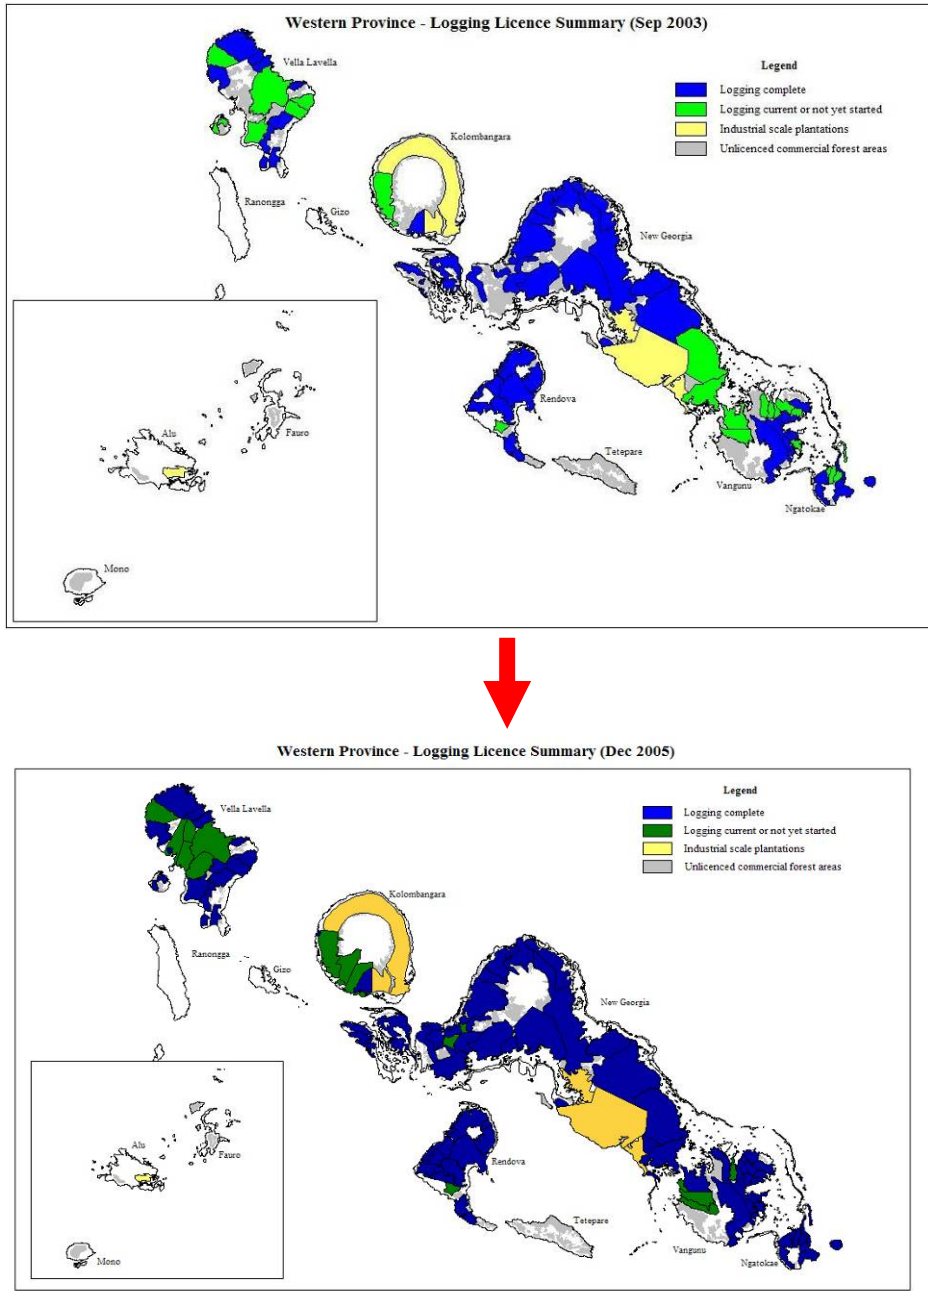 Western Province - Logging Licence Summary (Sep 2003)
Legend
Logging complete
Logging current or not yet started
Industrial scale plantations
Unlicenced commercial forest areas
Vella Lavella
Kolombangara
Ranongga
Gizo
New Georgia
Rendova
Tetepare
Vangunu
Ngatokae
Alu
Fauro
Mono
Western Province - Logging Licence Summary (Dec 2005)
Legend
Logging complete
Logging current or not yet started
Industrial scale plantations
Unlicenced commercial forest areas
Vella Lavella
Kolombangara
Ranongga
Gizo
New Georgia
Rendova
Tetepare
Vangunu
Ngatokae
Alu
Fauro
Mono